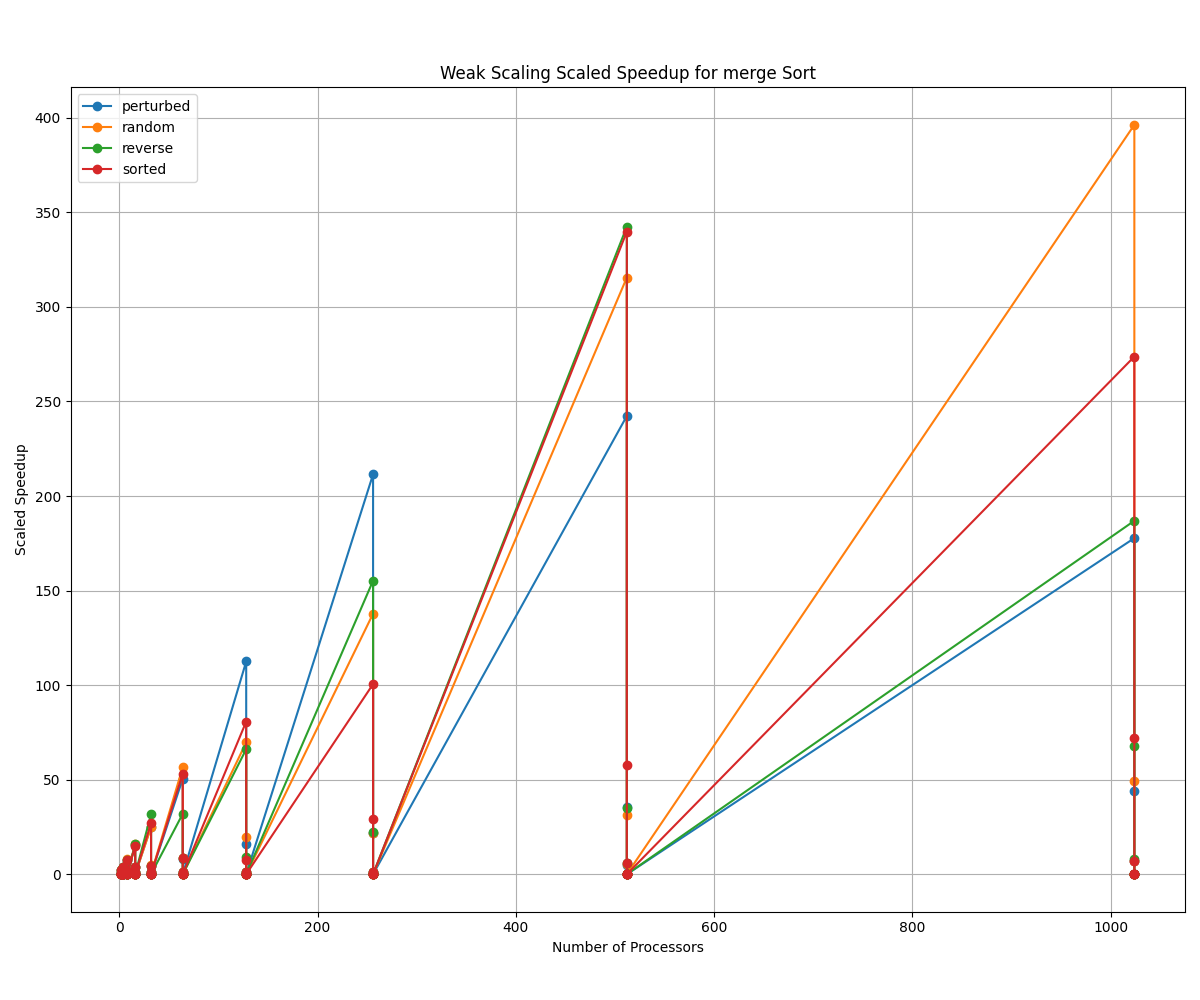 Weak Scaling Scaled Speedup for merge Sort
perturbed
random
reverse
sorted
400
350
300
250
200
150
100
50
0
Scaled Speedup
0 200 400 600 800 1000
Number of Processors